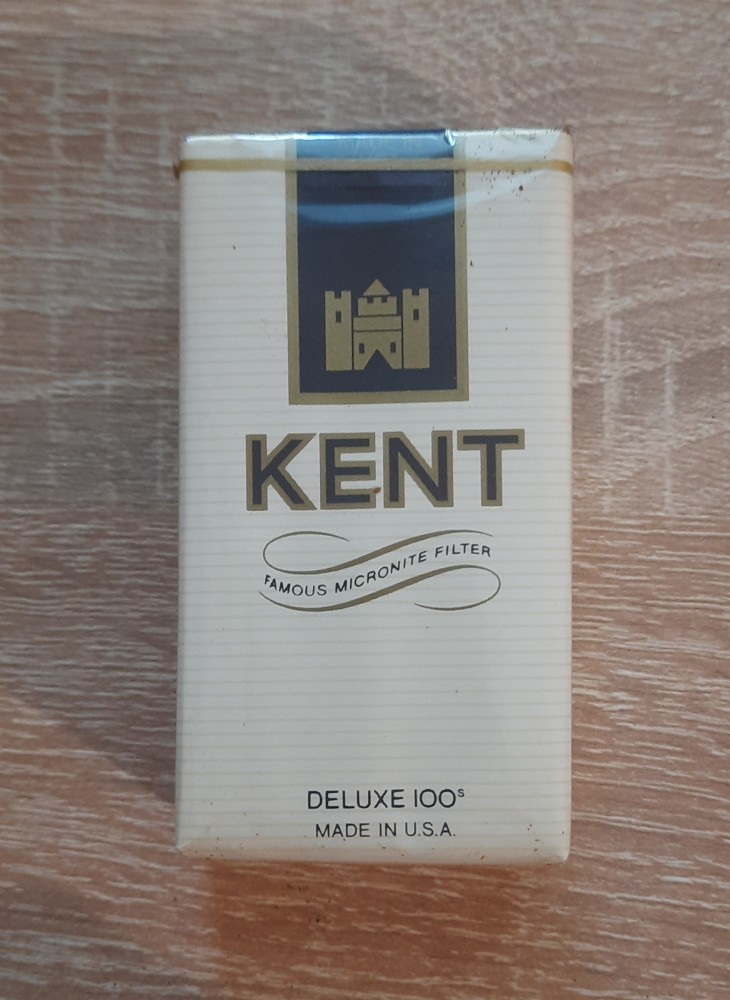 KENT
FAMOUS MICRONITE FILTER
DELUXE 100s
MADE IN U.S.A.